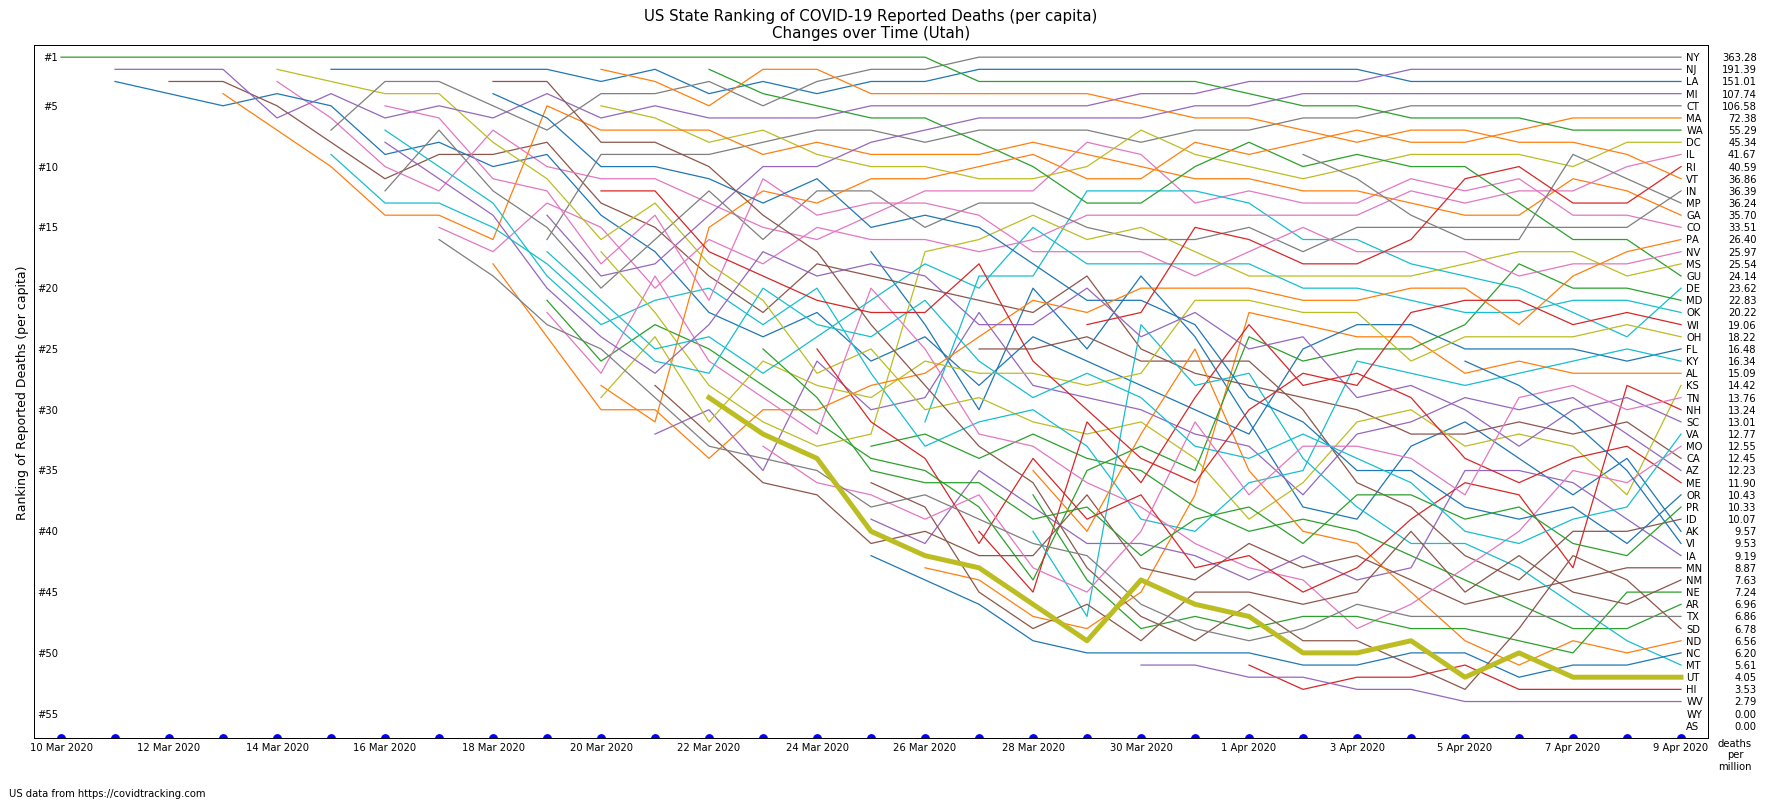 US State Ranking of COVID-19 Reported Deaths (per capita)
Changes over Time (Utah)
Ranking of Reported Deaths (per capita)
#1
#5
#10
#15
#20
#25
#30
#35
#40
#45
#50
#55
NY 363.28
NJ 191.39
LA 151.01
MI 107.74
CT 106.58
MA 72.38
WA 55.29
DC 45.34
IL 41.67
RI 40.59
VT 36.86
IN 36.39
MP 36.24
GA 35.70
CO 33.51
PA 26.40
NV 25.97
MS 25.54
GU 24.14
DE 23.62
MD 22.83
OK 20.22
WI 19.06
OH 18.22
FL 16.48
KY 16.34
AL 15.09
KS 14.42
TN 13.76
NH 13.24
SC 13.01
VA 12.77
MO 12.55
CA 12.45
AZ 12.23
ME 11.90
OR 10.43
PR 10.33
ID 10.07
AK 9.57
VI 9.53
IA 9.19
MN 8.87
NM 7.63
NE 7.24
AR 6.96
TX 6.86
SD 6.78
ND 6.56
NC 6.20
MT 5.61
UT 4.05
HI 3.53
WV 2.79
WY 0.00
AS 0.00
10 Mar 2020 12 Mar 2020 14 Mar 2020 16 Mar 2020 18 Mar 2020 20 Mar 2020 22 Mar 2020 24 Mar 2020 26 Mar 2020 28 Mar 2020 30 Mar 2020 1 Apr 2020 3 Apr 2020 5 Apr 2020 7 Apr 2020 9 Apr 2020
deaths
per
million
US data from https://covidtracking.com